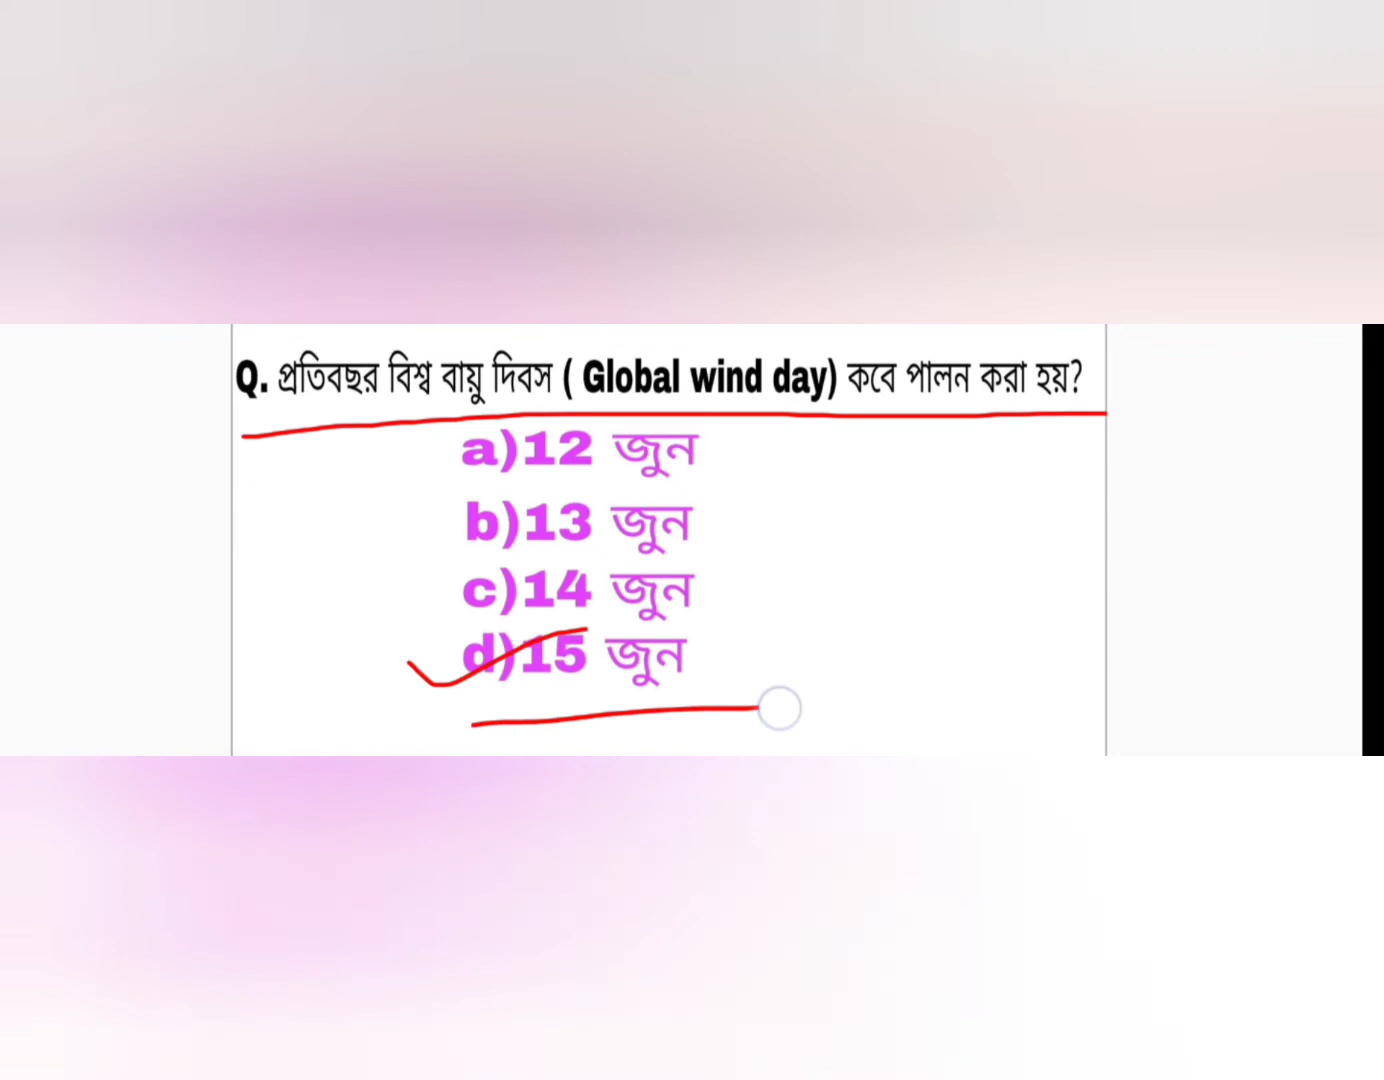 Q. প্রতিবছর বিশ্ব বায়ু দিবস ( Global wind day) কবে পালন করা হয়?
a)12 জুন
b)13 জুন
c)14 জুন
d)15 জুন